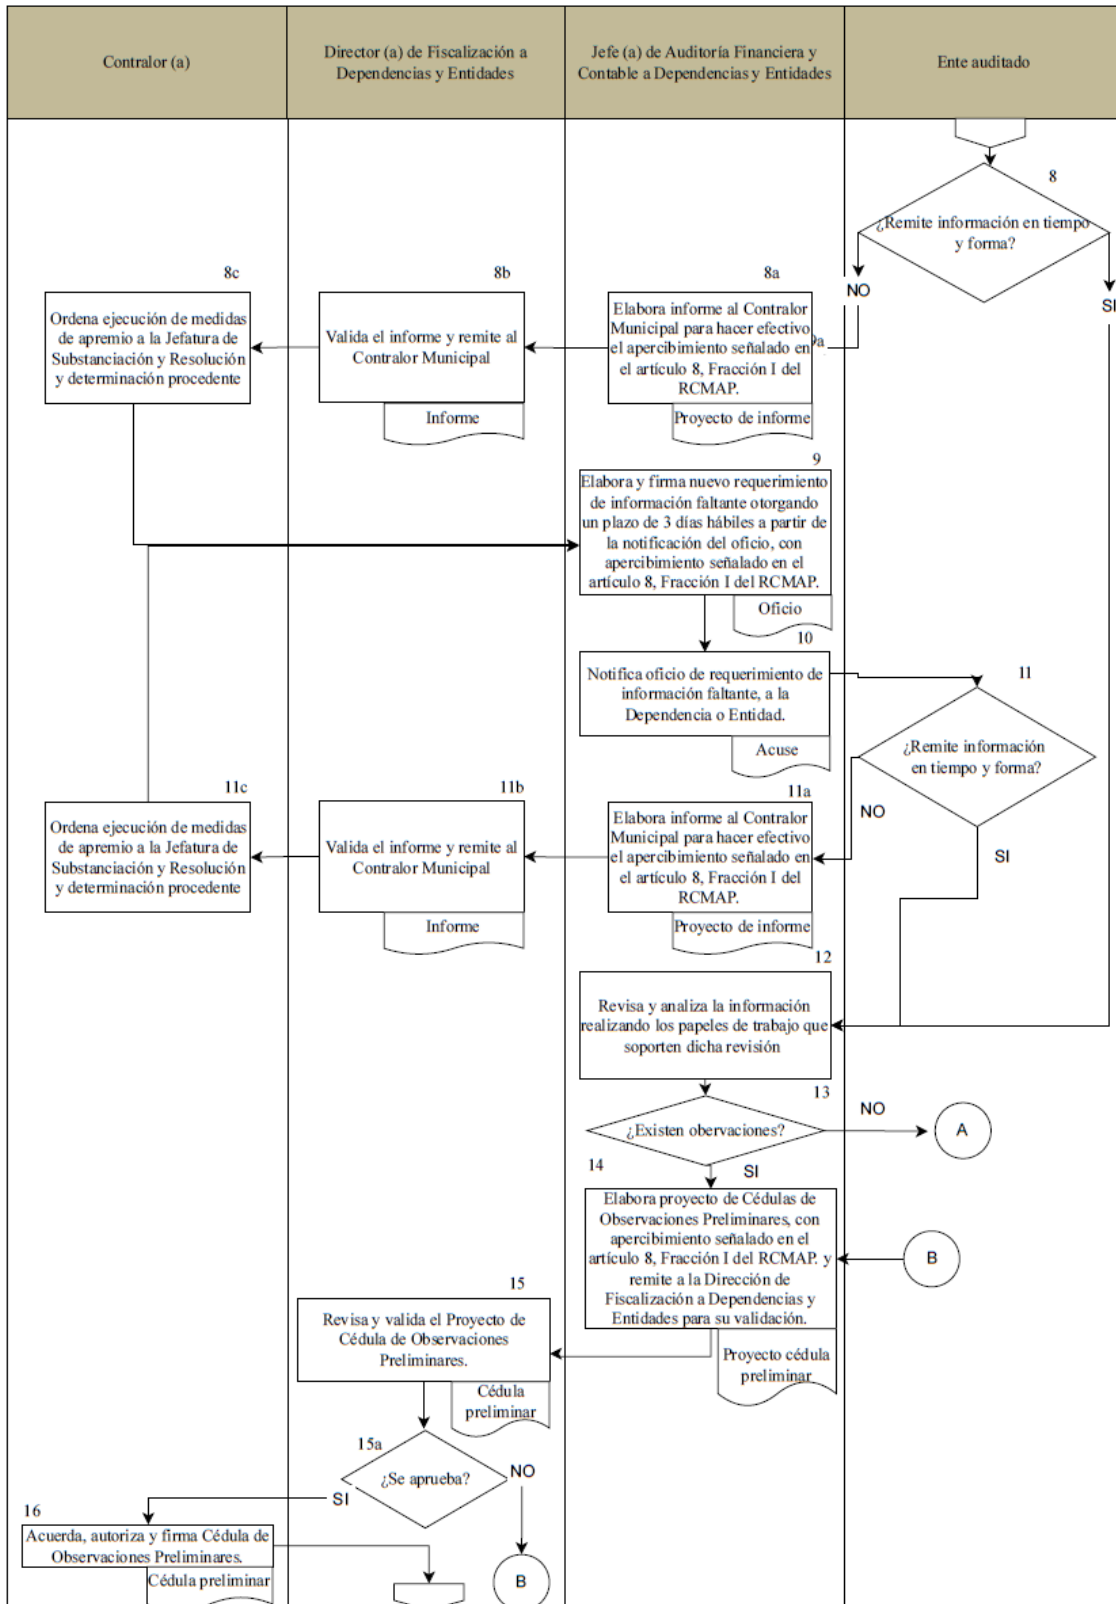 Contralor (a)
Director (a) de Fiscalización a
Dependencias y Entidades
Jefe (a) de Auditoría Financiera y
Contable a Dependencias y Entidades
Ente auditado
8
¿Remite información en tiempo
y forma?
NO
SI
8a
Elabora informe al Contralor
Municipal para hacer efectivo
el apercibimiento señalado en
el artículo 8, Fracción I del
RCMAP.
9a
Proyecto de informe
8b
Valida el informe y remite al
Contralor Municipal
Informe
8c
Ordena ejecución de medidas
de apremio a la Jefatura de
Substanciación y Resolución
y determinación procedente
9
Elabora y firma nuevo requerimiento
de información faltante otorgando
un plazo de 3 días hábiles a partir de
la notificación del oficio, con
apercibimiento señalado en el
artículo 8, Fracción I del RCMAP.
Oficio
10
Notifica oficio de requerimiento de
información faltante, a la
Dependencia o Entidad.
Acuse
11
¿Remite información
en tiempo y forma?
NO
SI
11a
Elabora informe al Contralor
Municipal para hacer efectivo
el apercibimiento señalado en
el artículo 8, Fracción I del
RCMAP.
Proyecto de informe
11b
Valida el informe y remite al
Contralor Municipal
Informe
11c
Ordena ejecución de medidas
de apremio a la Jefatura de
Substanciación y Resolución
y determinación procedente
12
Revisa y analiza la información
realizando los papeles de trabajo que
soporten dicha revisión
13
¿Existen obervaciones?
NO
A
SI
14
Elabora proyecto de Cédulas de
Observaciones Preliminares, con
apercibimiento señalado en el
artículo 8, Fracción I del RCMAP. y
remite a la Dirección de
Fiscalización a Dependencias y
Entidades para su validación.
B
Proyecto cédula
preliminar
15
Revisa y valida el Proyecto de
Cédula de Observaciones
Preliminares.
Cédula
preliminar
15a
¿Se aprueba?
NO
SI
B
16
Acuerda, autoriza y firma Cédula de
Observaciones Preliminares.
Cédula preliminar